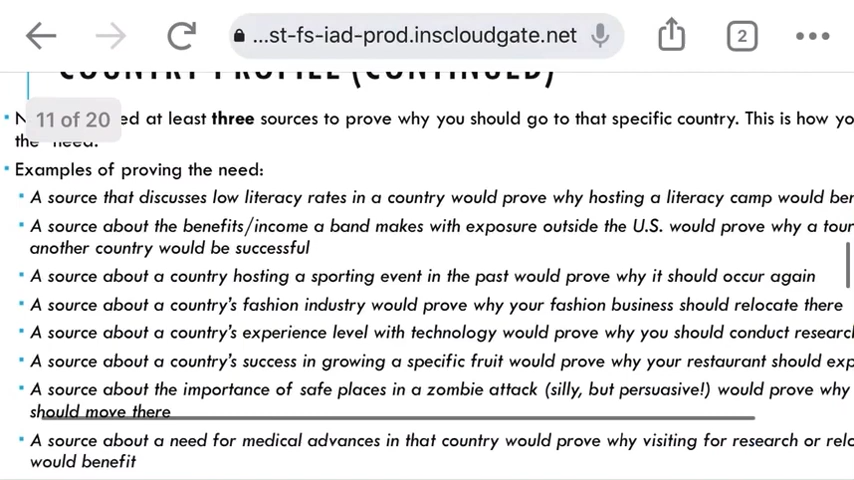 ...st-fs-iad-prod.inscloudgate.net
2
COUNTRY PROFILE (CONTINUED)
11 of 20
ed at least three sources to prove why you should go to that specific country. This is how yo
the "need."
Examples of proving the need:
A source that discusses low literacy rates in a country would prove why hosting a literacy camp would ben
A source about the benefits/income a band makes with exposure outside the U.S. would prove why a tour
another country would be successful
A source about a country hosting a sporting event in the past would prove why it should occur again
A source about a country's fashion industry would prove why your fashion business should relocate there
A source about a country's experience level with technology would prove why you should conduct research
A source about a country's success in growing a specific fruit would prove why your restaurant should exp
A source about the importance of safe places in a zombie attack (silly, but persuasive!) would prove why
should move there
A source about a need for medical advances in that country would prove why visiting for research or relo
would benefit